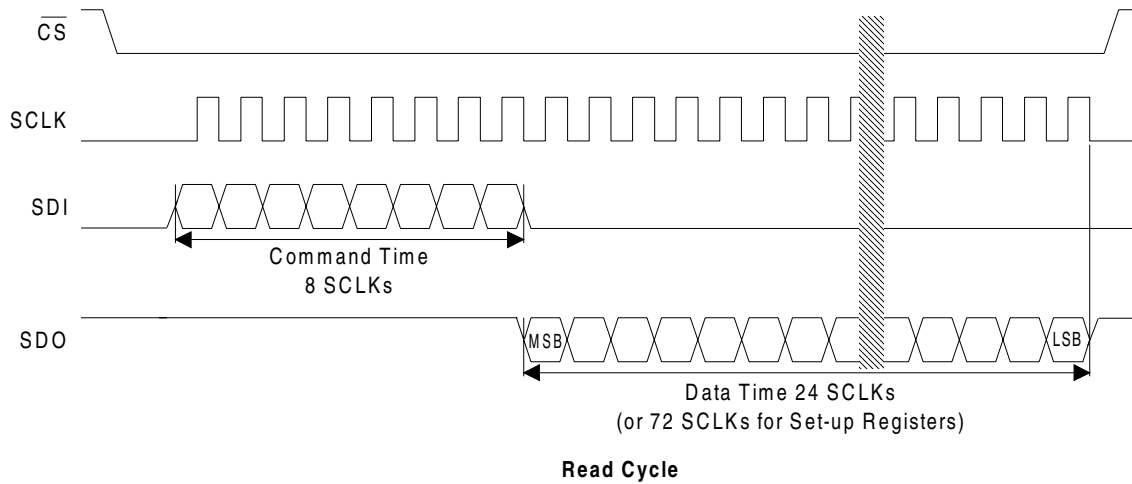 CS
SCLK
SDI
Command Time
8 SCLKs
SDO
MSB
LSB
Data Time 24 SCLKs
(or 72 SCLKs for Set-up Registers)
Read Cycle